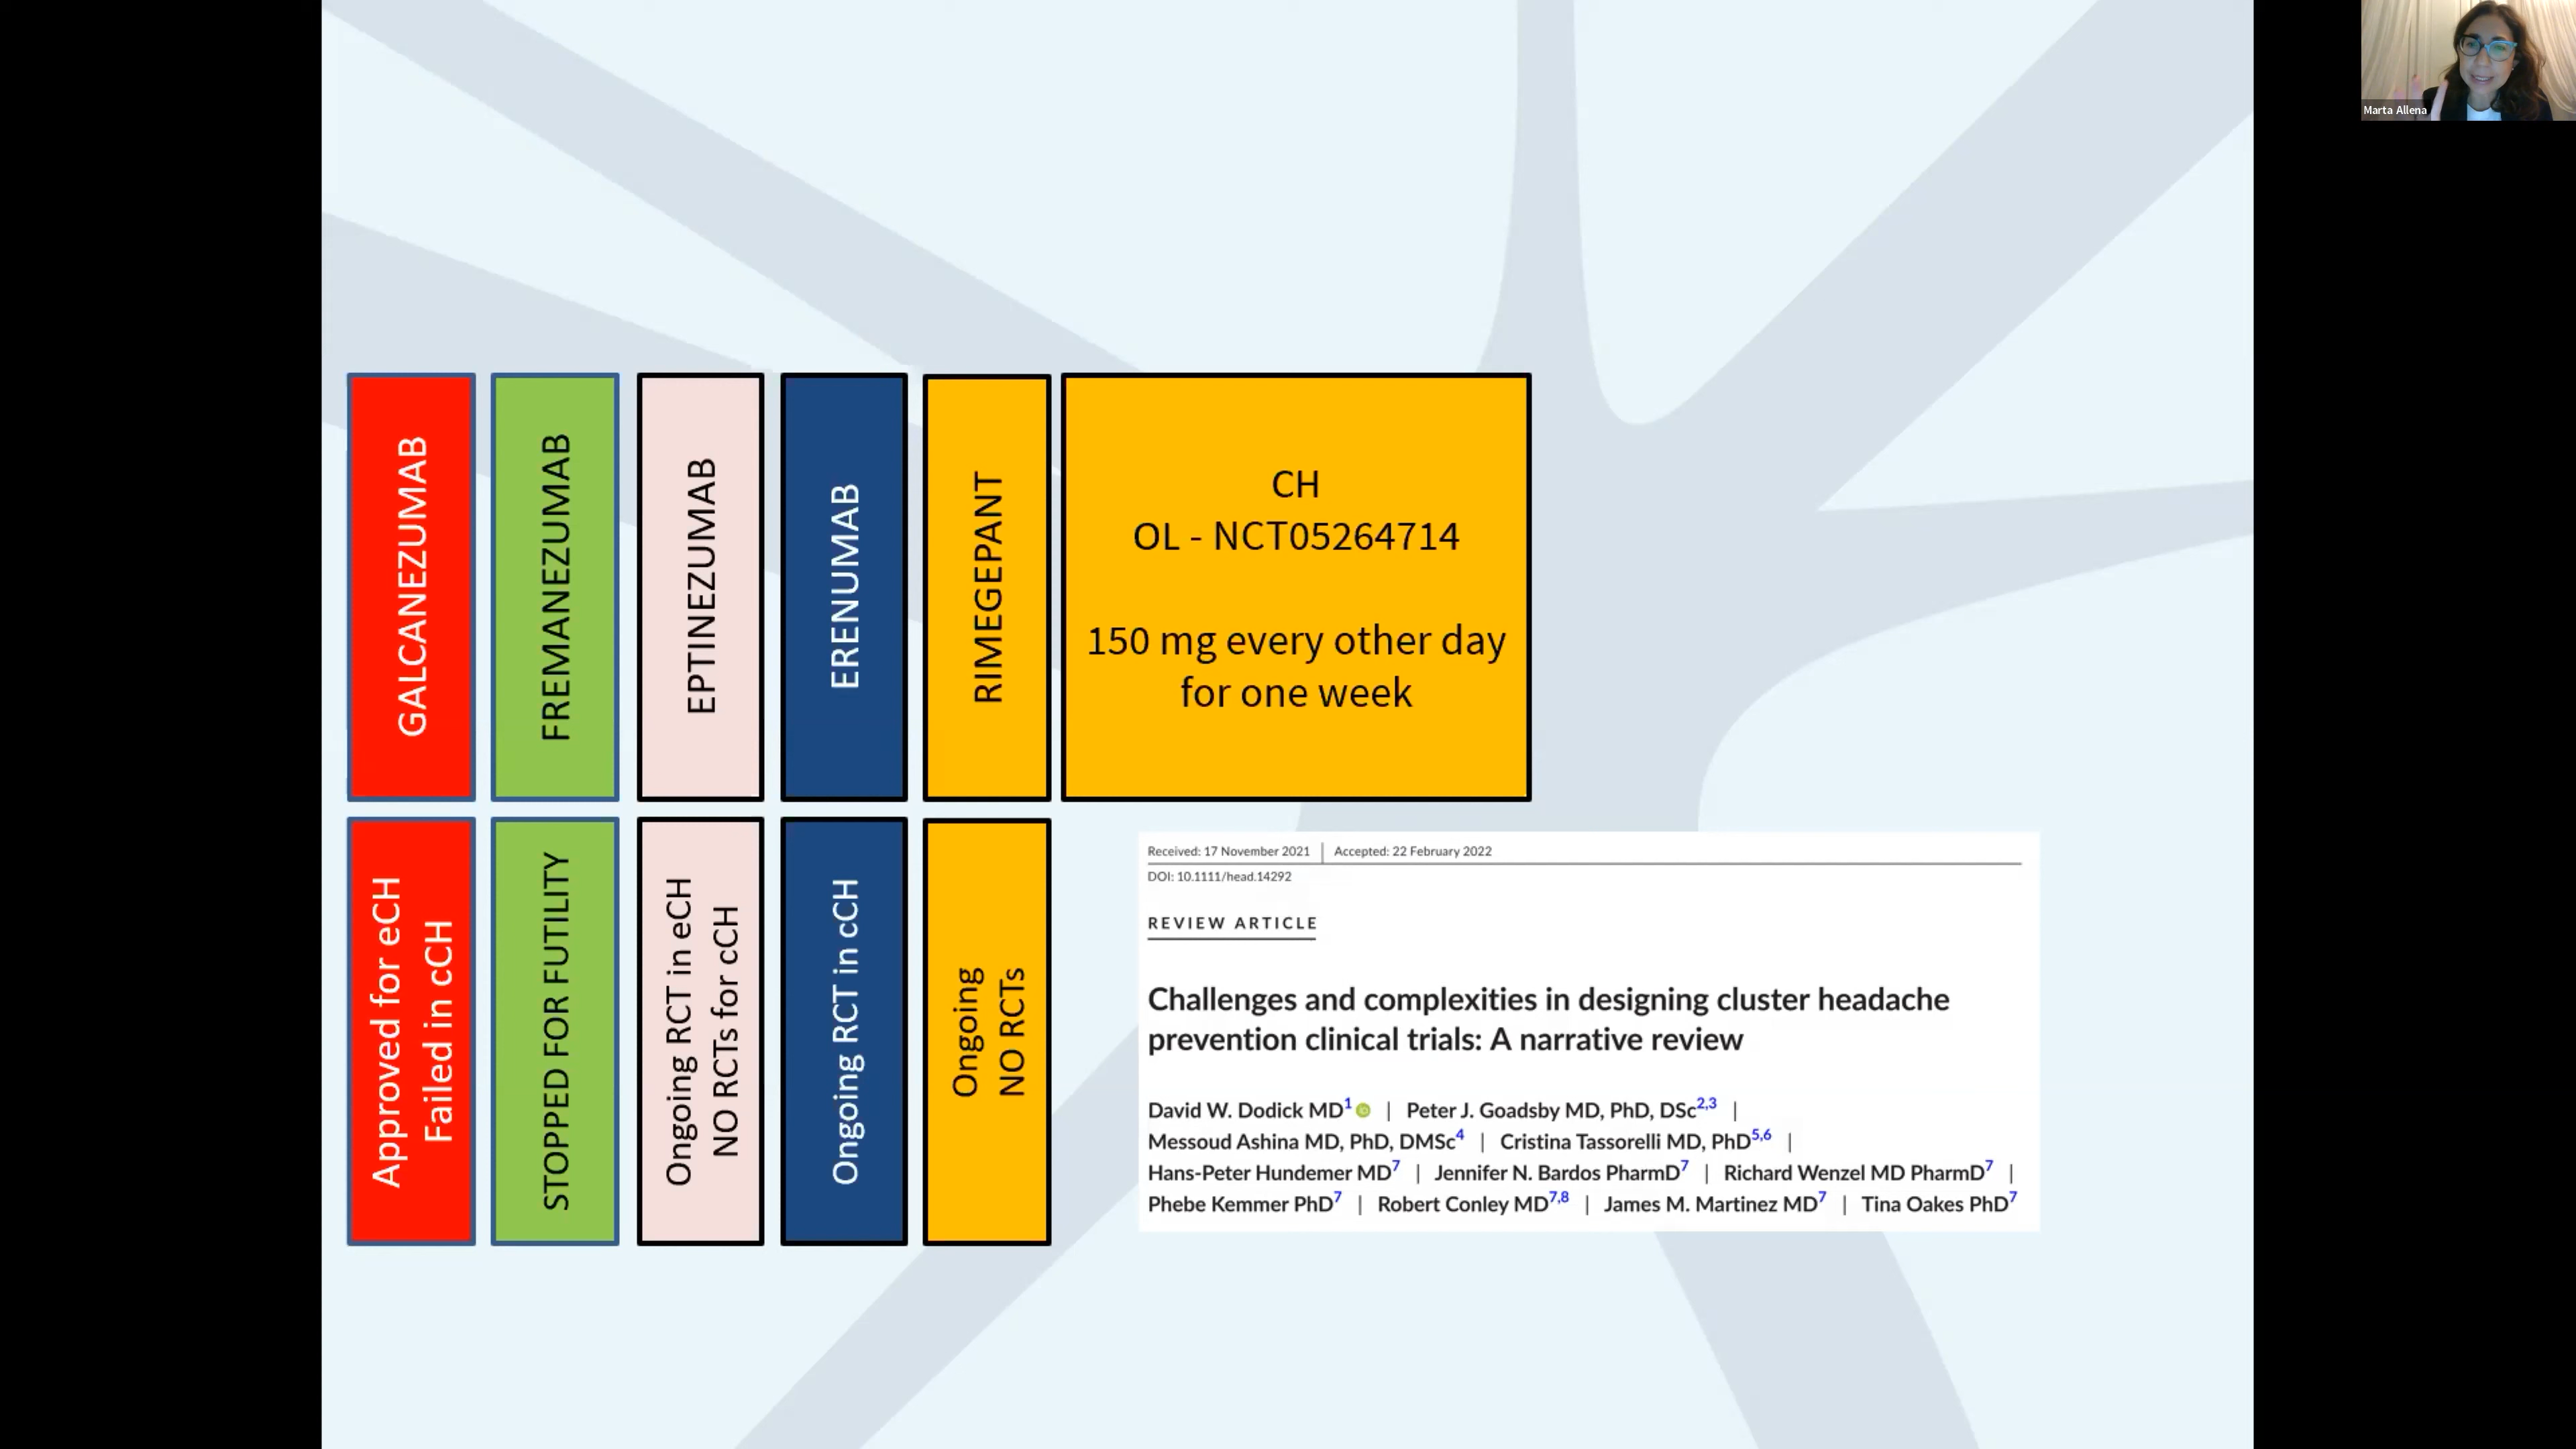 Marta Allena
GALCANEZUMAB
FREMANEZUMAB
EPTINEZUMAB
ERENUMAB
RIMEGEPANT
CH
OL - NCT05264714
150 mg every other day
for one week
Approved for eCH
Failed in cCH
STOPPED FOR FUTILITY
Ongoing RCT in eCH
NO RCTs for cCH
Ongoing RCT in cCH
Ongoing
NO RCTs
Received: 17 November 2021 | Accepted: 22 February 2022
DOI: 10.1111/head.14292
REVIEW ARTICLE
Challenges and complexities in designing cluster headache
prevention clinical trials: A narrative review
David W. Dodick MD1 | Peter J. Goadsby MD, PhD, DSc2,3 |
Messoud Ashina MD, PhD, DMSc4 | Cristina Tassorelli MD, PhD5,6 |
Hans-Peter Hundemer MD7 | Jennifer N. Bardos PharmD7 | Richard Wenzel MD PharmD7 |
Phebe Kemmer PhD7 | Robert Conley MD7,8 | James M. Martinez MD7 | Tina Oakes PhD7